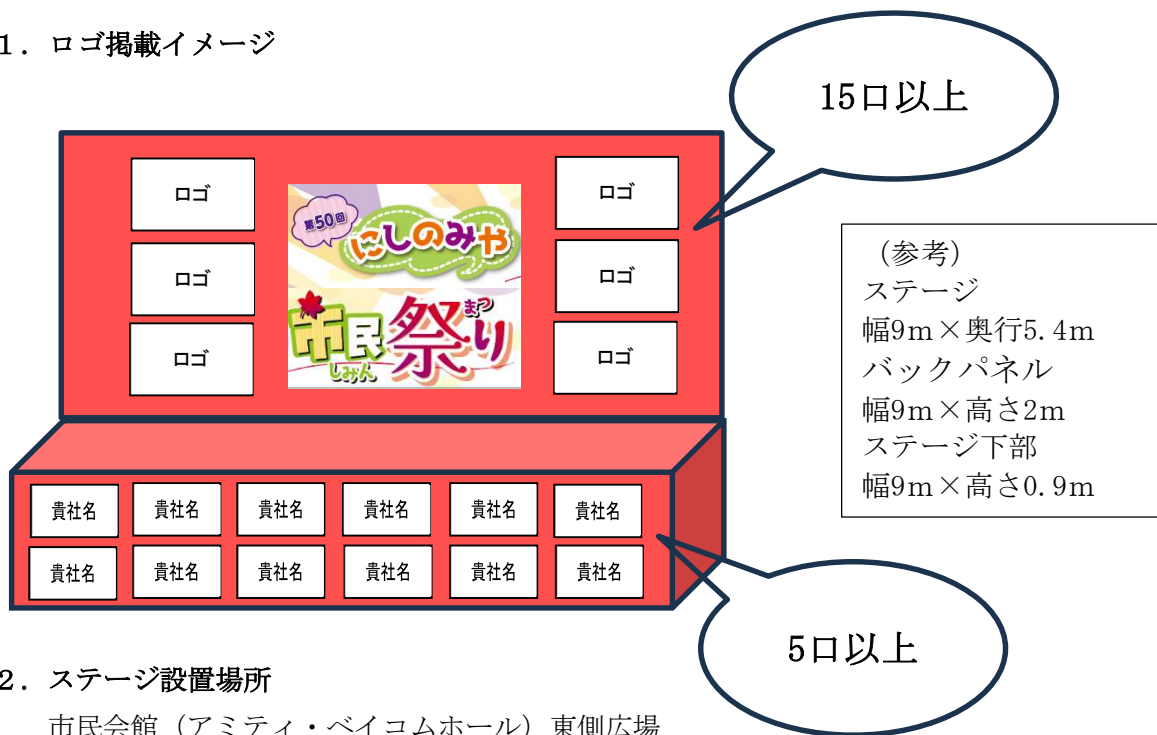 1．ロゴ掲載イメージ
15口以上
ロゴ
ロゴ
ロゴ
第50回
にしのみや
市民祭り
しみん
まつ
ロゴ
ロゴ
ロゴ
（参考）
ステージ
幅9m×奥行5.4m
バックパネル
幅9m×高さ2m
ステージ下部
幅9m×高さ0.9m
貴社名 貴社名 貴社名 貴社名 貴社名 貴社名
貴社名 貴社名 貴社名 貴社名 貴社名 貴社名
5口以上
2．ステージ設置場所
市民会館（アミティ・ベイコムホール）東側広場